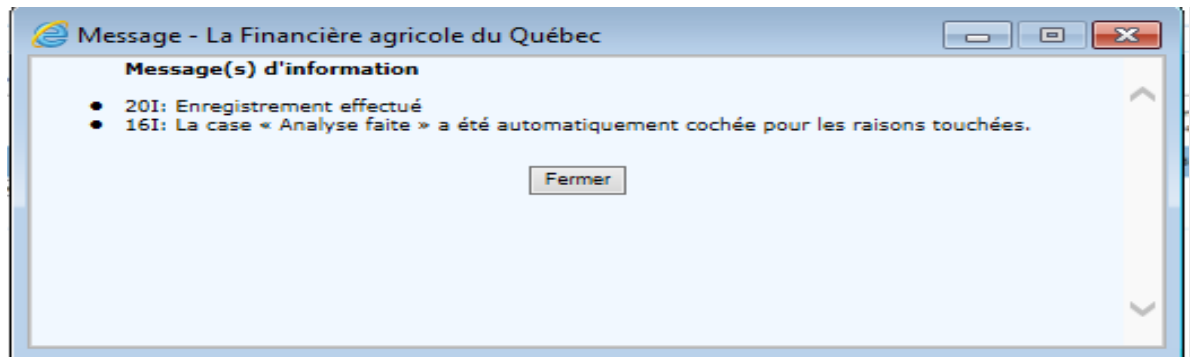 Message - La Financière agricole du Québec
Message(s) d'information
● 20I: Enregistrement effectué
● 16I: La case « Analyse faite » a été automatiquement cochée pour les raisons touchées.
Fermer